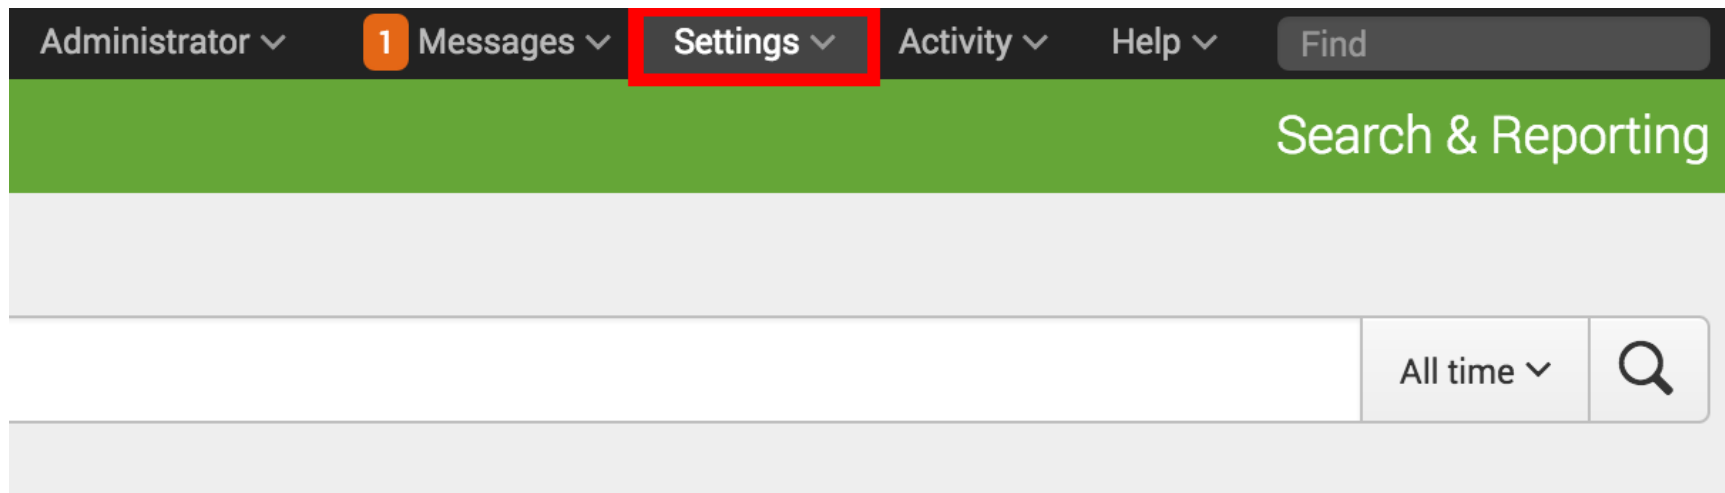 Administrator 1 Messages Settings Activity Help Find
Search & Reporting
All time